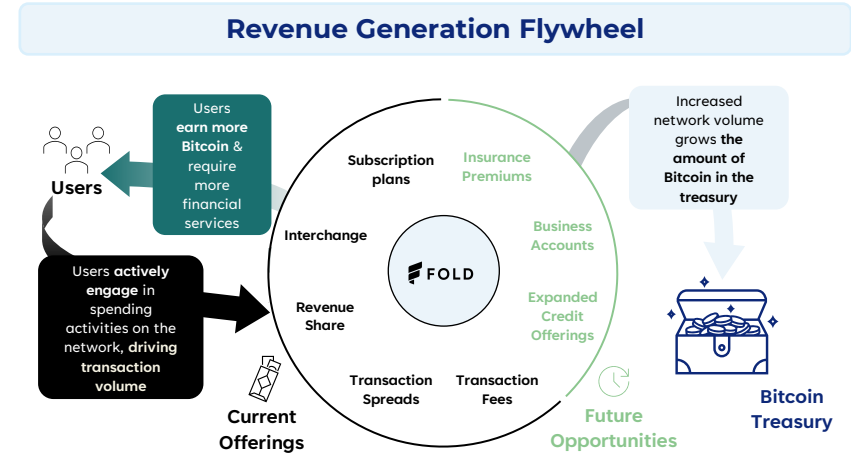 Revenue Generation Flywheel
Users
earn more
Bitcoin &
require
more
financial
services
Users
Users actively
engage in
spending
activities on the
network, driving
transaction
volume
Subscription
plans
Interchange
Revenue
Share
Transaction
Spreads
Transaction
Fees
Current
Offerings
FOLD
Insurance
Premiums
Business
Accounts
Expanded
Credit
Offerings
Future
Opportunities
Increased
network volume
grows the
amount of
Bitcoin in the
treasury
Bitcoin
Treasury